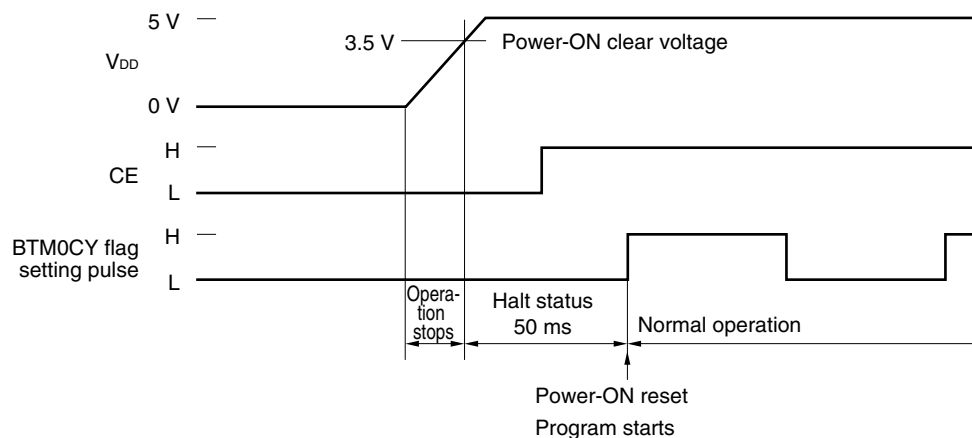 5 V
3.5 V
Power-ON clear voltage
VDD
0 V
H
CE
L
H
BTM0CY flag
setting pulse
L
Opera-
tion
stops
Halt status
50 ms
Normal operation
Power-ON reset
Program starts